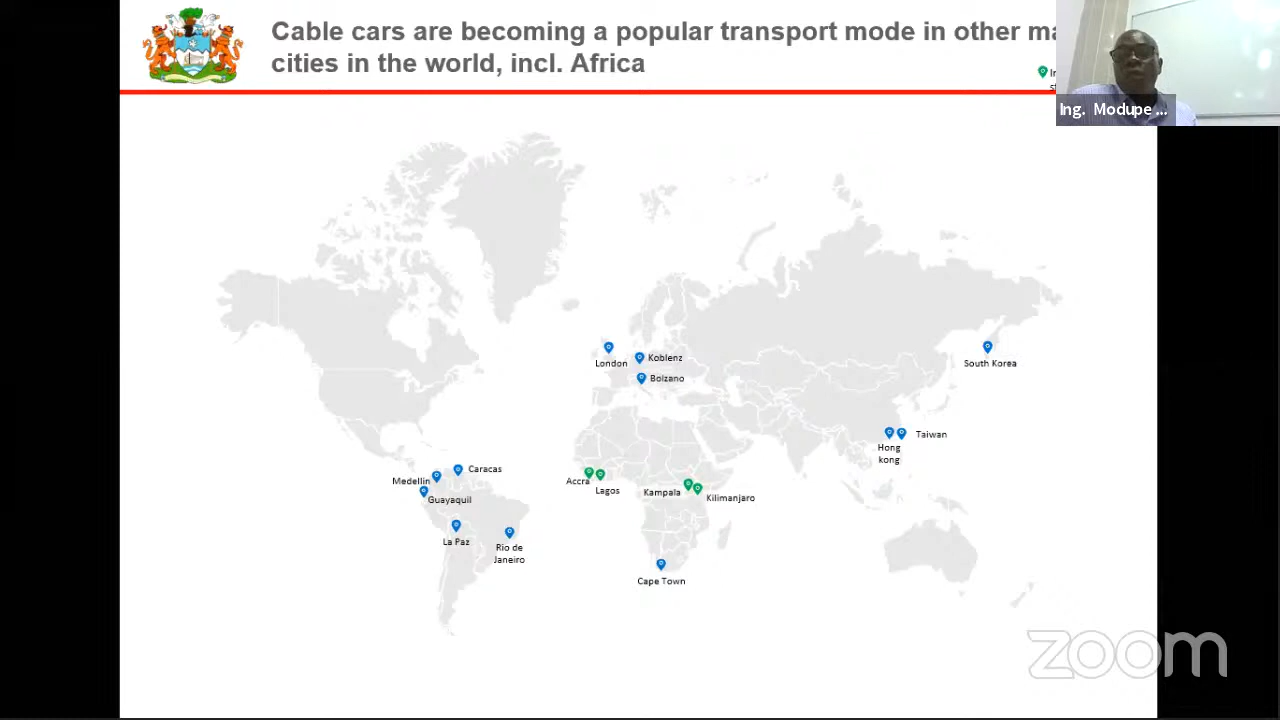 Cable cars are becoming a popular transport mode in other
cities in the world, incl. Africa
Ing. Modupe ...
London
Koblenz
Bolzano
South Korea
Taiwan
Hong
kong
Caracas
Medellin
Guayaquil
Accra
Lagos
Kampala
Kilimanjaro
La Paz
Rio de
Janeiro
Cape Town
zoom